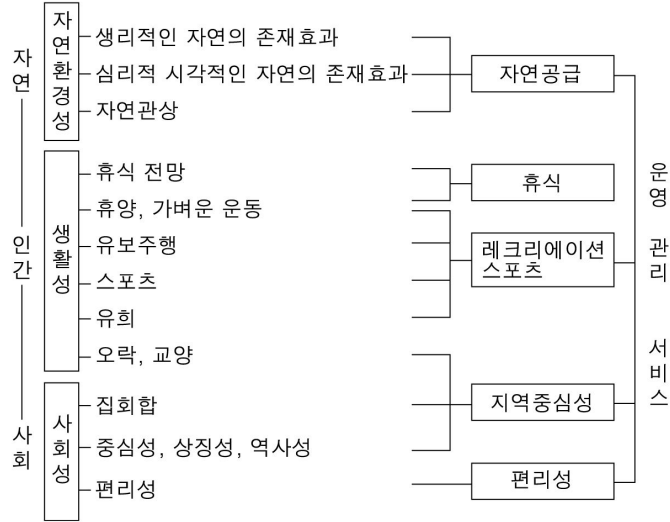 자연
인간
사회
자연환경성
생리적인 자연의 존재효과
심리적 시각적인 자연의 존재효과
자연관상
생활성
휴식 전망
휴양, 가벼운 운동
유보주행
스포츠
유희
오락, 교양
사회성
집회합
중심성, 상징성, 역사성
편리성
자연공급
휴식
레크리에이션
스포츠
지역중심성
편리성
운영
관리
서비스